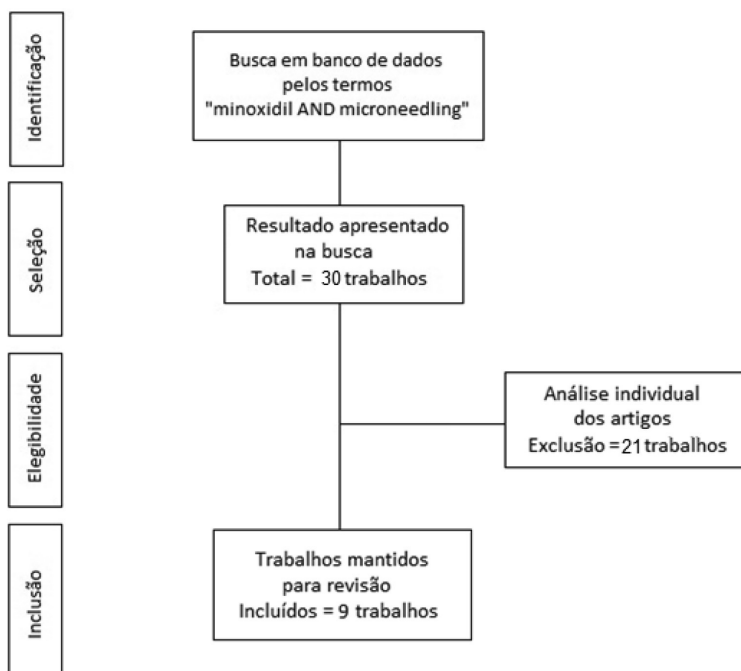 Identificação
Busca em banco de dados
pelos termos
"minoxidil AND microneedling"
Seleção
Resultado apresentado
na busca
Total = 30 trabalhos
Elegibilidade
Análise individual
dos artigos
Exclusão =21 trabalhos
Inclusão
Trabalhos mantidos
para revisão
Incluídos = 9 trabalhos